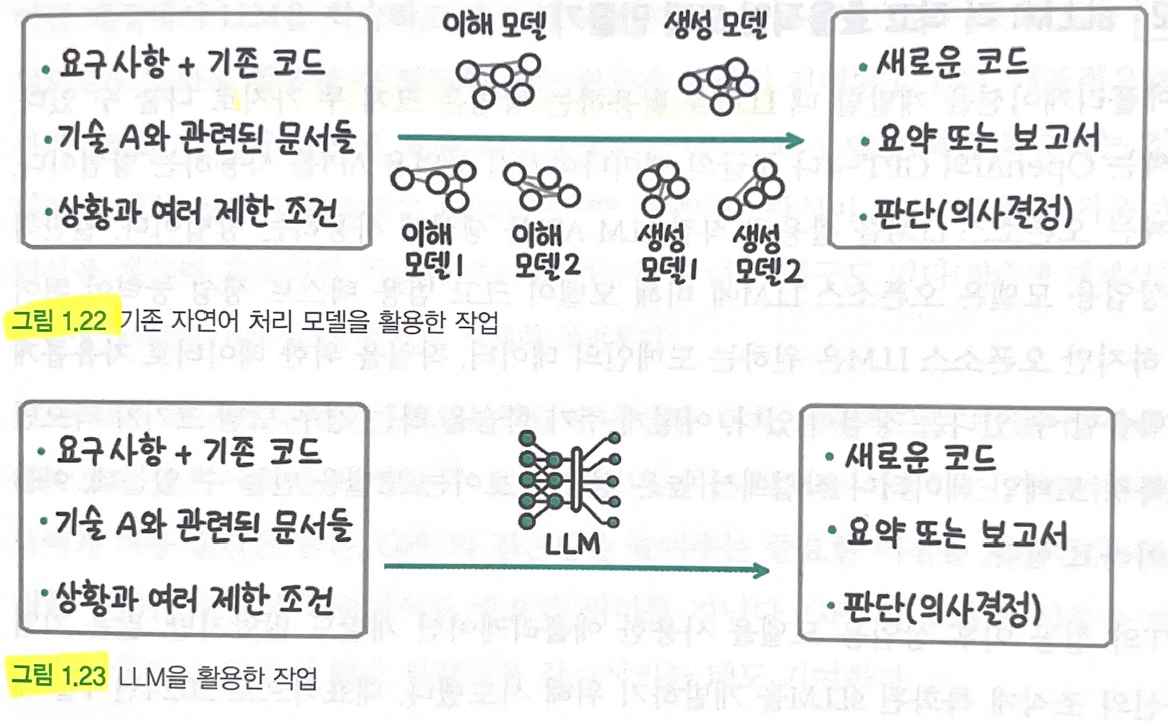 이해 모델
생성 모델
· 요구사항 + 기존 코드
· 기술 A와 관련된 문서들
· 상황과 여러 제한 조건
이해 모델1
이해 모델2
생성 모델1
생성 모델2
· 새로운 코드
· 요약 또는 보고서
· 판단(의사결정)
그림 1.22 기존 자연어 처리 모델을 활용한 작업
· 요구사항 + 기존 코드
· 기술 A와 관련된 문서들
· 상황과 여러 제한 조건
LLM
· 새로운 코드
· 요약 또는 보고서
· 판단(의사결정)
그림 1.23 LLM을 활용한 작업